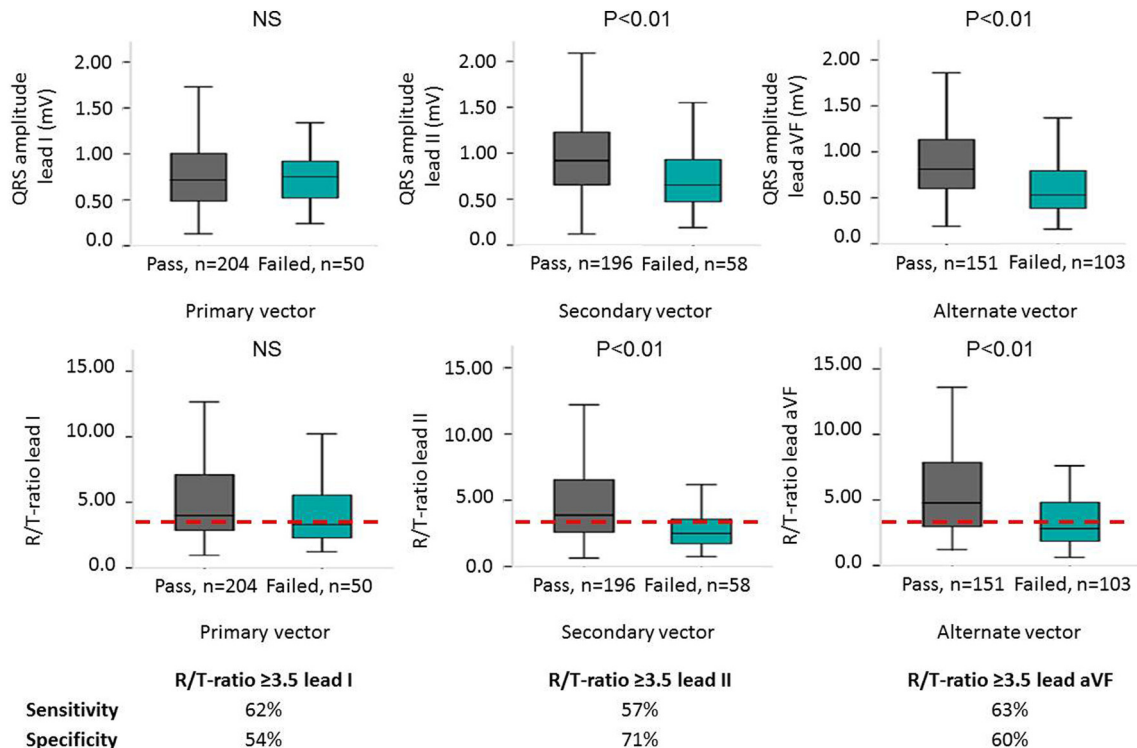 NS
P<0.01
P<0.01
QRS amplitude
lead I (mV)
2.00
1.50
1.00
0.50
0.0
Pass, n=204 Failed, n=50
Primary vector
QRS amplitude
lead II (mV)
2.00
1.50
1.00
0.50
0.0
Pass, n=196 Failed, n=58
Secondary vector
QRS amplitude
lead aVF (mV)
2.00
1.50
1.00
0.50
0.0
Pass, n=151 Failed, n=103
Alternate vector
NS
P<0.01
P<0.01
R/T-ratio lead I
15.00
10.00
5.00
0.0
Pass, n=204 Failed, n=50
Primary vector
R/T-ratio lead II
15.00
10.00
5.00
0.0
Pass, n=196 Failed, n=58
Secondary vector
R/T-ratio lead aVF
15.00
10.00
5.00
0.0
Pass, n=151 Failed, n=103
Alternate vector
R/T-ratio ≥3.5 lead I R/T-ratio ≥3.5 lead II R/T-ratio ≥3.5 lead aVF
Sensitivity 62% 57% 63%
Specificity 54% 71% 60%